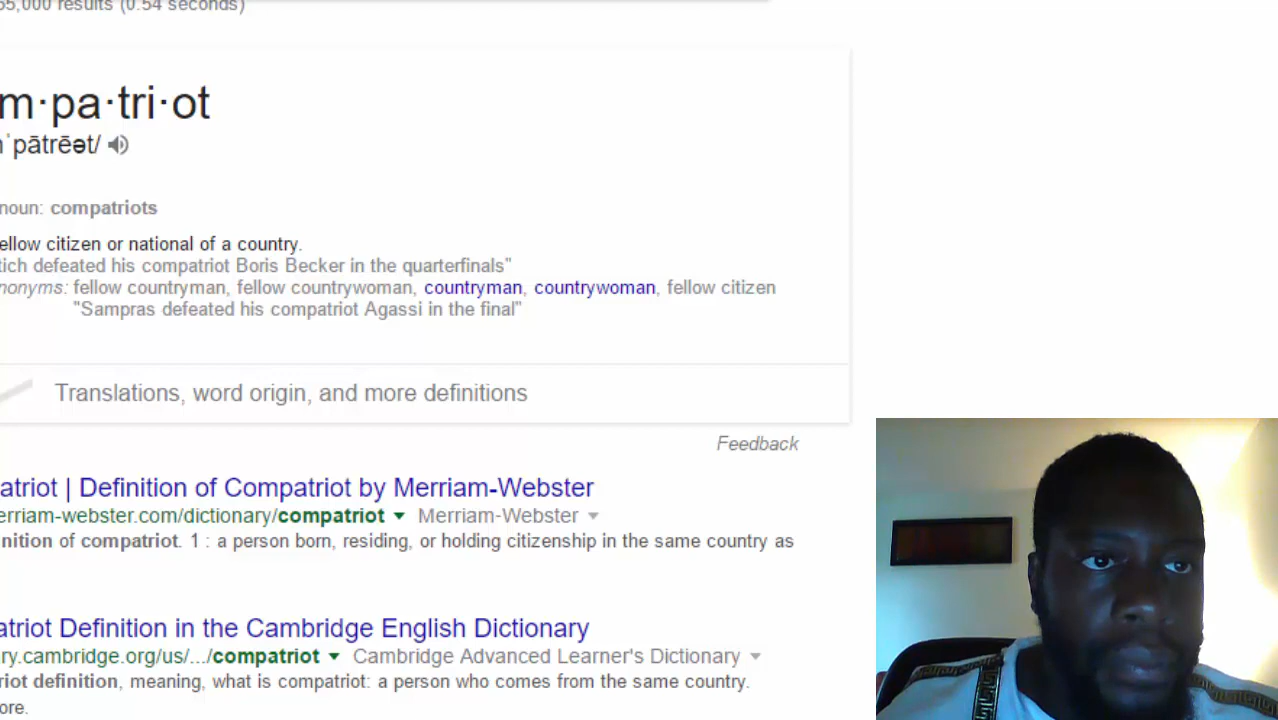 55,000 results (0.54 seconds)
m·pa·tri·ot
ˈpātrēət/
noun: compatriots
ellow citizen or national of a country.
tich defeated his compatriot Boris Becker in the quarterfinals"
nonyms: fellow countryman, fellow countrywoman, countryman, countrywoman, fellow citizen
"Sampras defeated his compatriot Agassi in the final"
Translations, word origin, and more definitions
Feedback
atriot | Definition of Compatriot by Merriam-Webster
erriam-webster.com/dictionary/compatriot Merriam-Webster
nition of compatriot. 1 : a person born, residing, or holding citizenship in the same country as
atriot Definition in the Cambridge English Dictionary
ry.cambridge.org/us/.../compatriot Cambridge Advanced Learner's Dictionary
riot definition, meaning, what is compatriot: a person who comes from the same country.
ore.